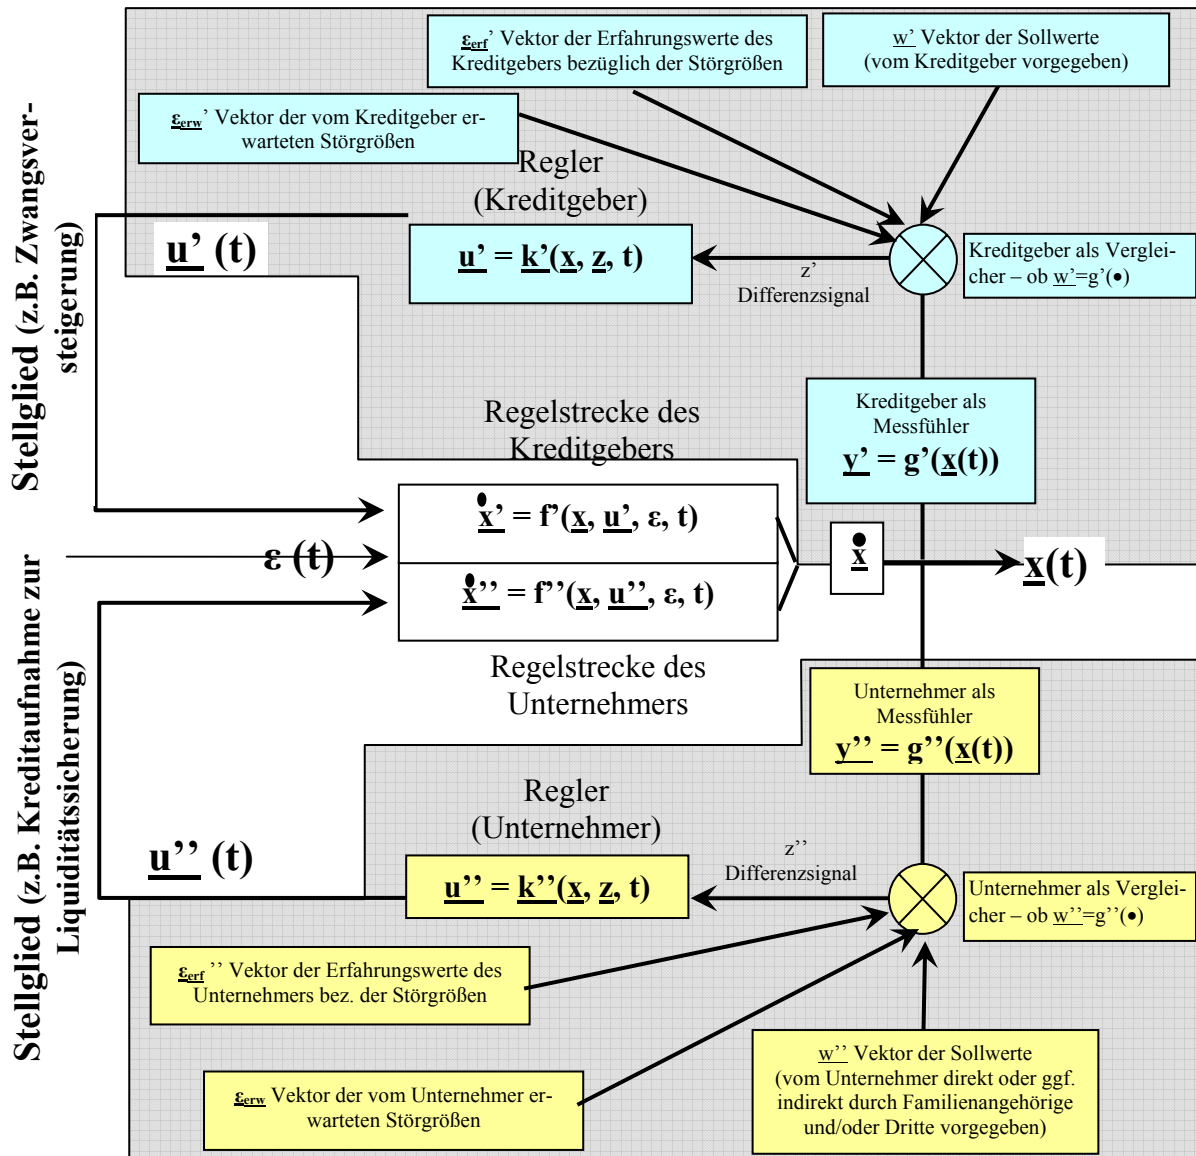 ε_erf’ Vektor der Erfahrungswerte des
Kreditgebers bezüglich der Störgrößen
w’ Vektor der Sollwerte
(vom Kreditgeber vorgegeben)
ε_erw’ Vektor der vom Kreditgeber er-
warteten Störgrößen
Regler
(Kreditgeber)
u’ (t)
u’ = k’(x, z, t)
z’
Differenzsignal
Kreditgeber als Verglei-
cher – ob w’=g’(●)
Stellglied (z.B. Zwangsver-
steigerung)
Regelstrecke des
Kreditgebers
Kreditgeber als
Messfühler
y’ = g’(x(t))
ẋ’ = f’(x, u’, ε, t)
ε (t)
ẋ’’ = f’’(x, u’’, ε, t)
ẋ
x(t)
Regelstrecke des
Unternehmers
Stellglied (z.B. Kreditaufnahme zur
Liquiditätssicherung)
Unternehmer als
Messfühler
y’’ = g’’(x(t))
Regler
(Unternehmer)
u’’ (t)
u’’ = k’’(x, z, t)
z’’
Differenzsignal
Unternehmer als Verglei-
cher – ob w’’=g’’(●)
ε_erf ’’ Vektor der Erfahrungswerte des
Unternehmers bez. der Störgrößen
ε_erw Vektor der vom Unternehmer er-
warteten Störgrößen
w’’ Vektor der Sollwerte
(vom Unternehmer direkt oder ggf.
indirekt durch Familienangehörige
und/oder Dritte vorgegeben)